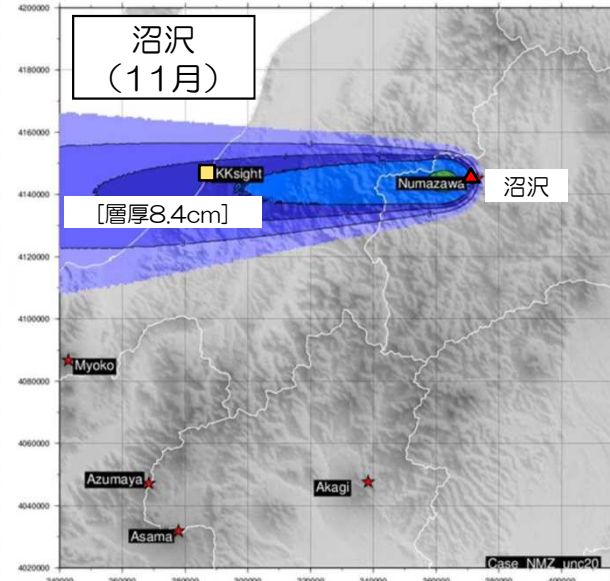 沼沢
（11月）
4200000
4180000
4160000
4140000
4120000
4100000
4080000
4060000
4040000
4020000
KKsight
Numazawa
沼沢
[層厚8.4cm]
Myoko
Azumaya
Akagi
Asama
Case_NMZ_unc20